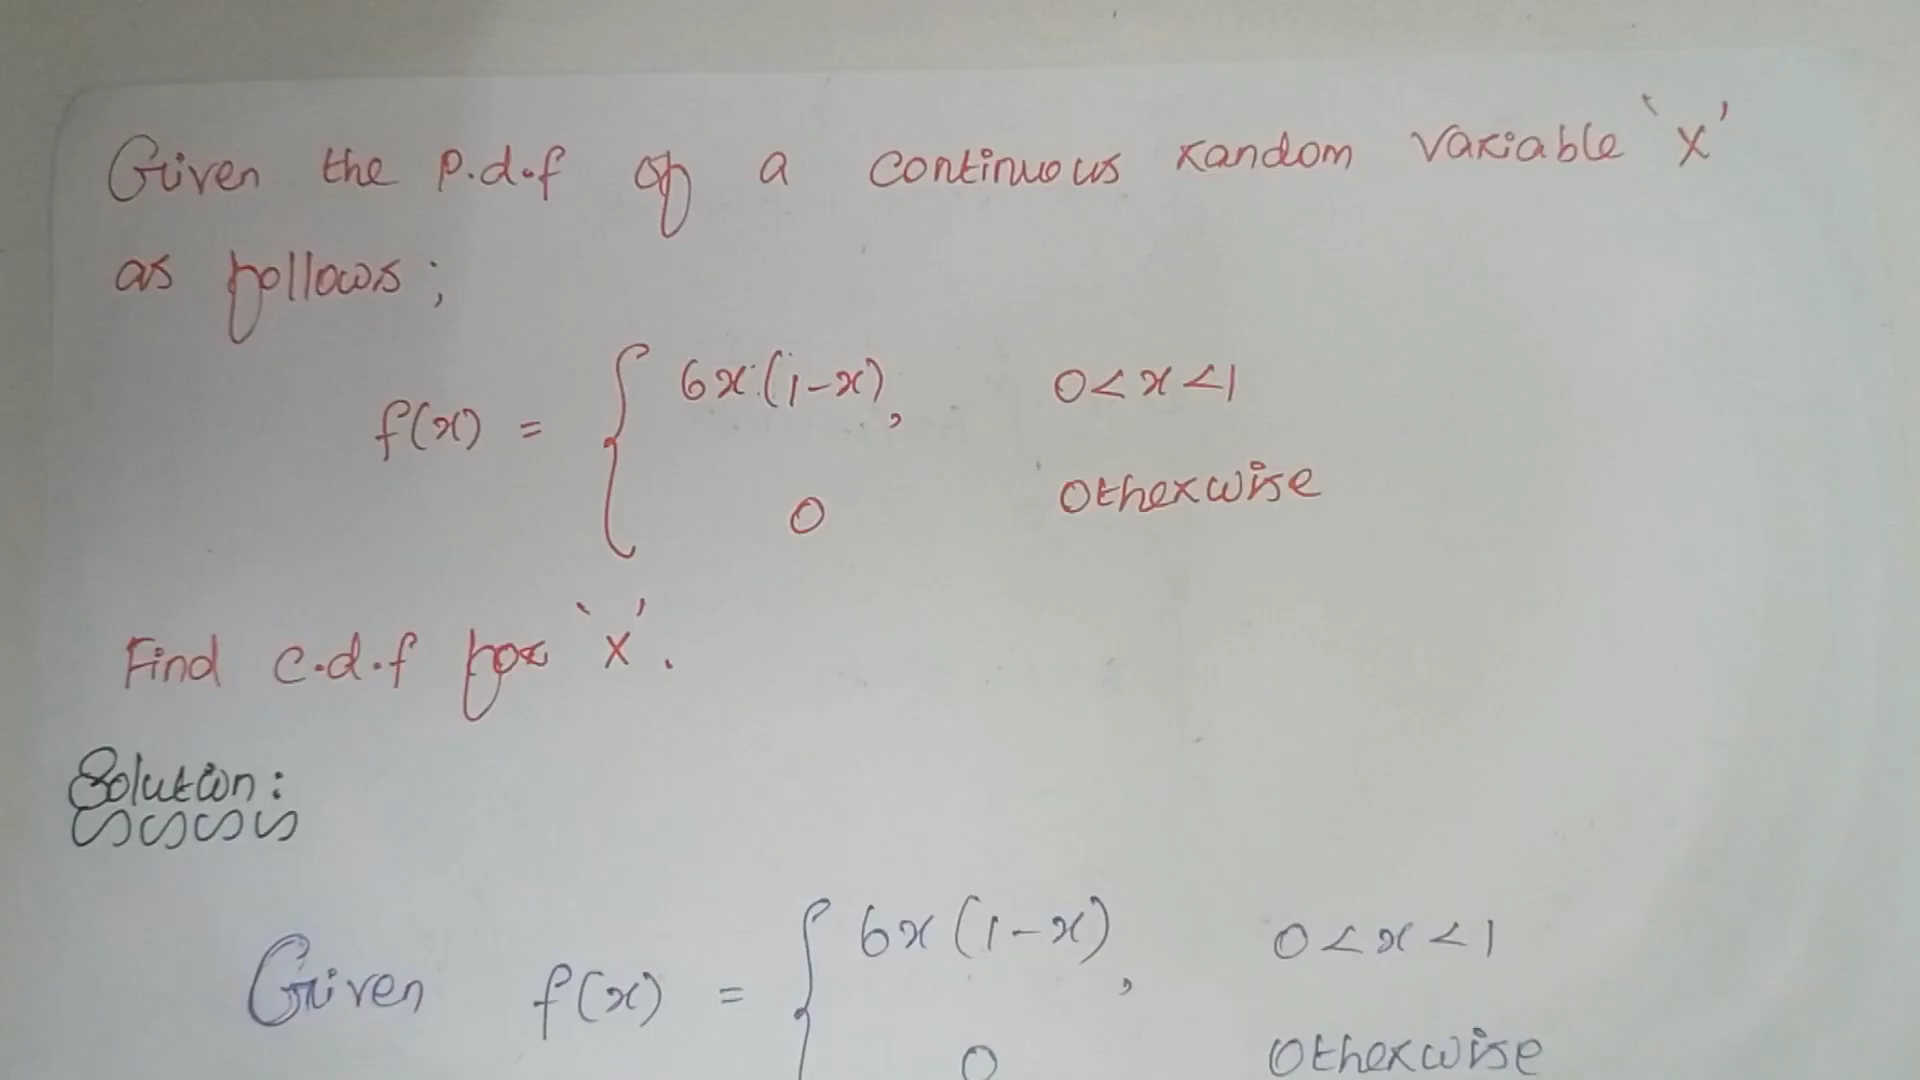 Given the p.d.f of a continuous random variable 'X'
as follows;
f(x) = { 6x(1-x), 0<x<1
0 otherwise
Find c.d.f for 'X'.
Solution:
Given f(x) = { 6x(1-x), 0<x<1
0 otherwise